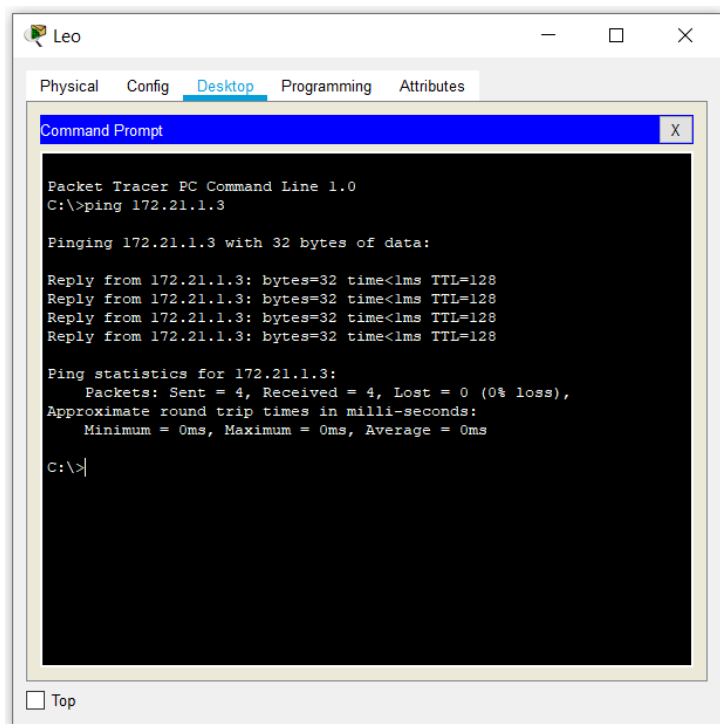 Leo
Physical Config Desktop Programming Attributes
Command Prompt X
Packet Tracer PC Command Line 1.0
C:\>ping 172.21.1.3
Pinging 172.21.1.3 with 32 bytes of data:
Reply from 172.21.1.3: bytes=32 time<1ms TTL=128
Reply from 172.21.1.3: bytes=32 time<1ms TTL=128
Reply from 172.21.1.3: bytes=32 time<1ms TTL=128
Reply from 172.21.1.3: bytes=32 time<1ms TTL=128
Ping statistics for 172.21.1.3:
Packets: Sent = 4, Received = 4, Lost = 0 (0% loss),
Approximate round trip times in milli-seconds:
Minimum = 0ms, Maximum = 0ms, Average = 0ms
C:\>
Top